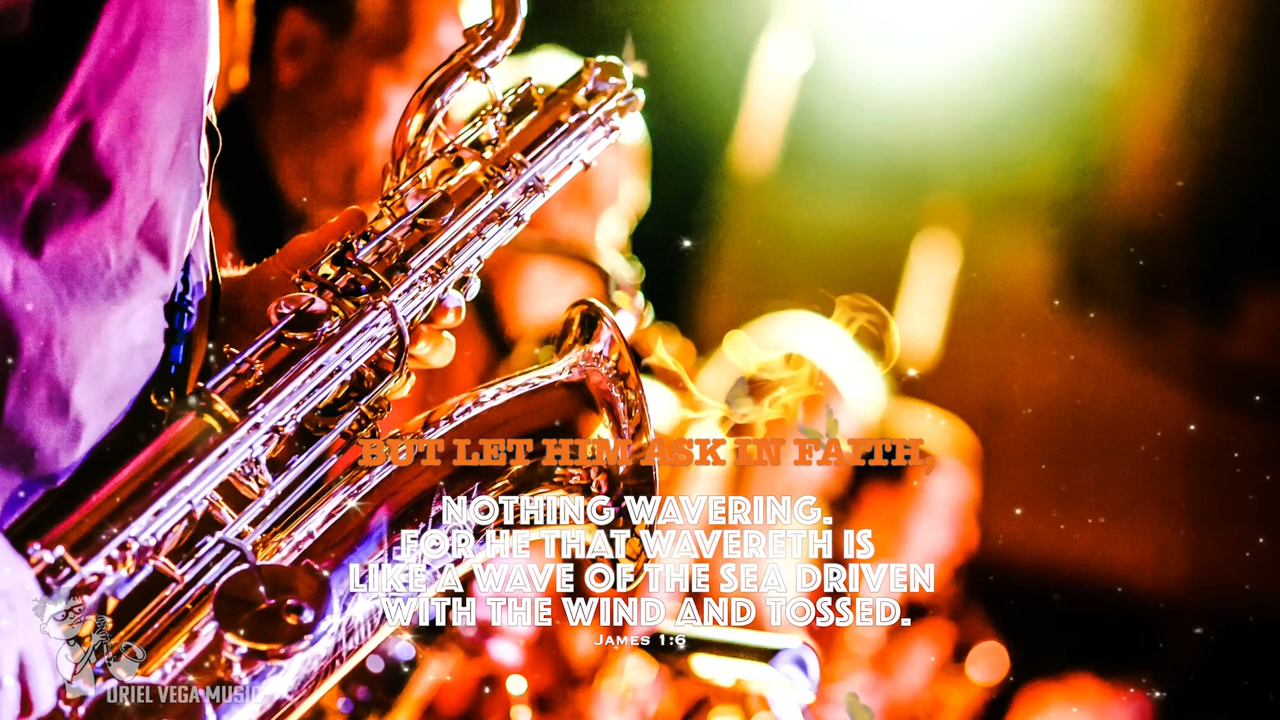 BUT LET HIM ASK IN FAITH,
NOTHING WAVERING.
FOR HE THAT WAVERETH IS
LIKE A WAVE OF THE SEA DRIVEN
WITH THE WIND AND TOSSED.
JAMES 1:6
URIEL VEGA MUSIC